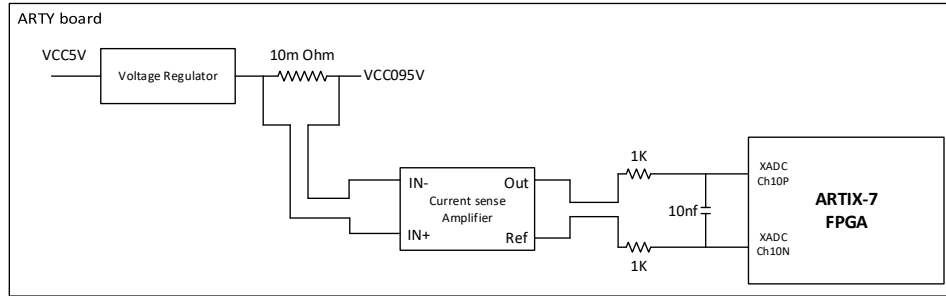 ARTY board
VCC5V
Voltage Regulator
10m Ohm
VCC095V
IN-
IN+
Current sense
Amplifier
Out
Ref
1K
1K
10nf
XADC
Ch10P
XADC
Ch10N
ARTIX-7
FPGA